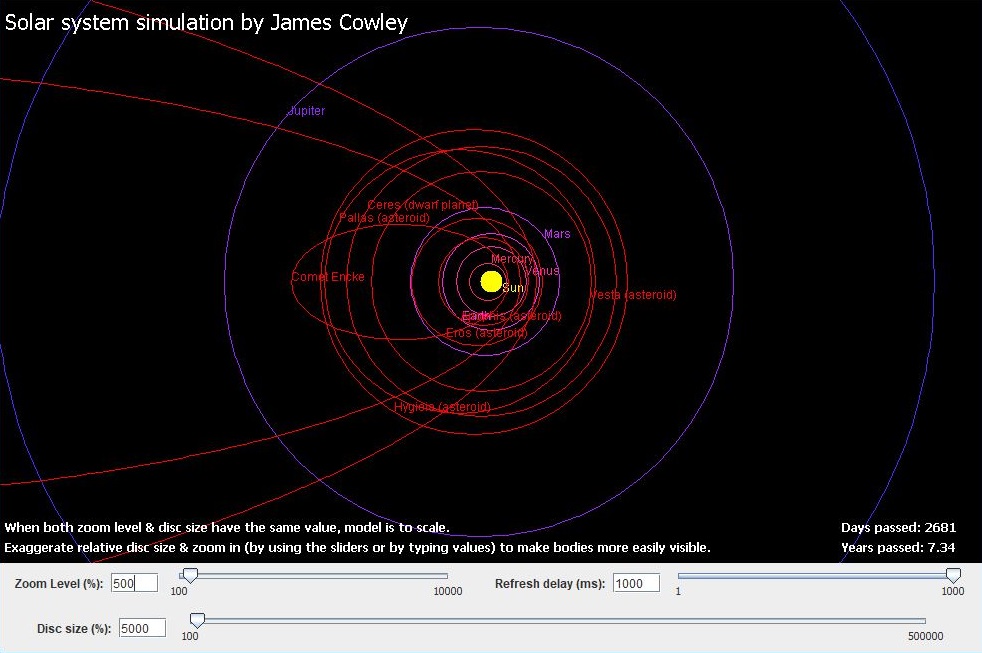 Solar system simulation by James Cowley
Jupiter
Ceres (dwarf planet)
Pallas (asteroid)
Mars
Mercury
Venus
Comet Encke
Sun
Vesta (asteroid)
Earth
(asteroid)
Eros (asteroid)
Hygieia (asteroid)
When both zoom level & disc size have the same value, model is to scale.
Days passed: 2681
Exaggerate relative disc size & zoom in (by using the sliders or by typing values) to make bodies more easily visible.
Years passed: 7.34
Zoom Level (%): 500
100
10000
Refresh delay (ms): 1000
1
1000
Disc size (%): 5000
100
500000